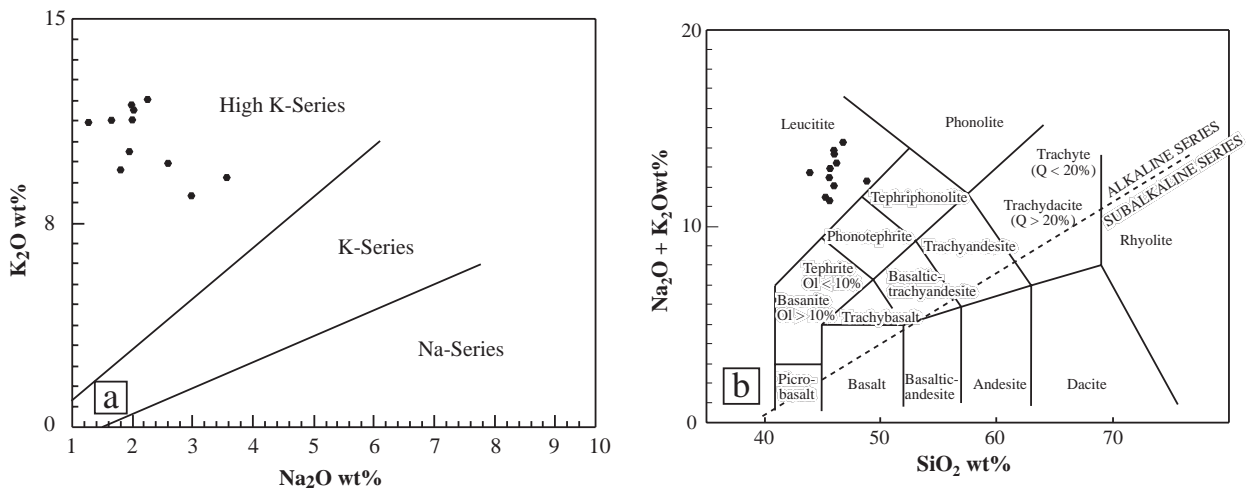 15
8
0
K2O wt%
High K-Series
K-Series
Na-Series
a
1 2 3 4 5 6 7 8 9 10
Na2O wt%
20
10
0
Na2O + K2Owt%
Leucitite
Phonolite
Trachyte
(Q < 20%)
ALKALINE SERIES
SUBALKALINE SERIES
Tephriphonolite
Trachydacite
(Q > 20%)
Phonotephrite
Trachyandesite
Rhyolite
Tephrite
Ol < 10%
Basaltic-
trachyandesite
Basanite
Ol > 10%
Trachybasalt
Picro-
basalt
Basalt
Basaltic-
andesite
Andesite
Dacite
b
40 50 60 70
SiO2 wt%